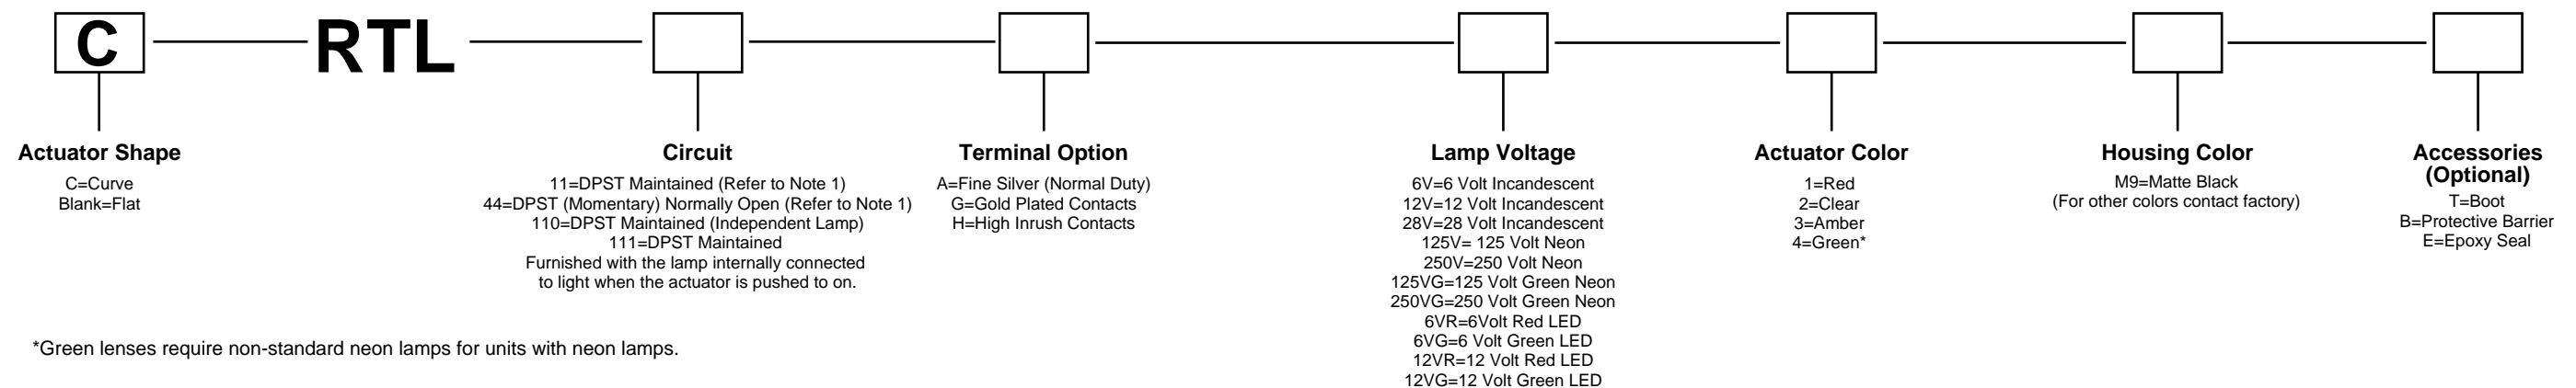 C RTL
Actuator Shape
C=Curve
Blank=Flat
Circuit
11=DPST Maintained (Refer to Note 1)
44=DPST (Momentary) Normally Open (Refer to Note 1)
110=DPST Maintained (Independent Lamp)
111=DPST Maintained
Furnished with the lamp internally connected
to light when the actuator is pushed to on.
Terminal Option
A=Fine Silver (Normal Duty)
G=Gold Plated Contacts
H=High Inrush Contacts
Lamp Voltage
6V=6 Volt Incandescent
12V=12 Volt Incandescent
28V=28 Volt Incandescent
125V= 125 Volt Neon
250V=250 Volt Neon
125VG=125 Volt Green Neon
250VG=250 Volt Green Neon
6VR=6Volt Red LED
6VG=6 Volt Green LED
12VR=12 Volt Red LED
12VG=12 Volt Green LED
Actuator Color
1=Red
2=Clear
3=Amber
4=Green*
Housing Color
M9=Matte Black
(For other colors contact factory)
Accessories
(Optional)
T=Boot
B=Protective Barrier
E=Epoxy Seal
*Green lenses require non-standard neon lamps for units with neon lamps.